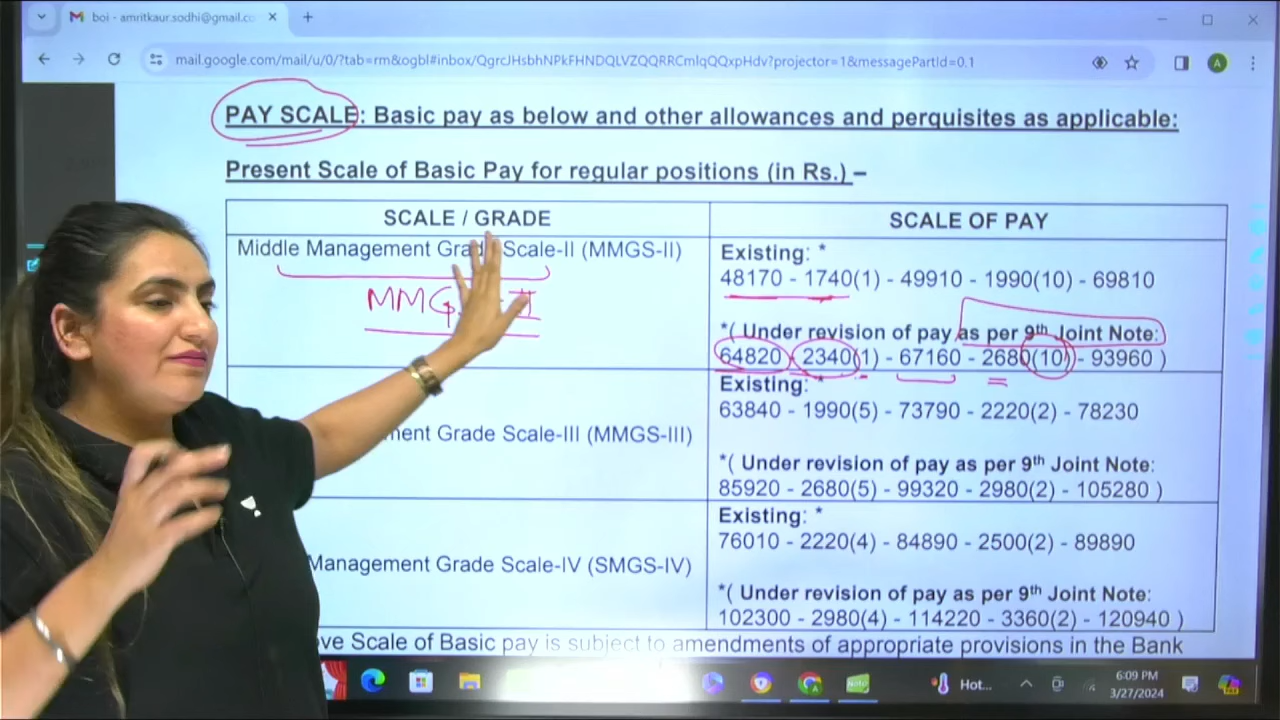 boi - amritkaur.sodhi@gmail.co
mail.google.com/mail/u/0/?tab=rm&ogbl#inbox/QgrcJHsbhNPkFHNDQLVZQQRRCmlqQQxpHdv?projector=1&messagePartId=0.1
A
PAY SCALE: Basic pay as below and other allowances and perquisites as applicable:
Present Scale of Basic Pay for regular positions (in Rs.) –
SCALE / GRADE
SCALE OF PAY
Middle Management Grade Scale-II (MMGS-II)
Existing: *
48170 - 1740(1) - 49910 - 1990(10) - 69810
*( Under revision of pay as per 9th Joint Note:
64820 - 2340(1) - 67160 - 2680(10) - 93960 )
MMG
II
ment Grade Scale-III (MMGS-III)
Existing: *
63840 - 1990(5) - 73790 - 2220(2) - 78230
*( Under revision of pay as per 9th Joint Note:
85920 - 2680(5) - 99320 - 2980(2) - 105280 )
Management Grade Scale-IV (SMGS-IV)
Existing: *
76010 - 2220(4) - 84890 - 2500(2) - 89890
*( Under revision of pay as per 9th Joint Note:
102300 - 2980(4) - 114220 - 3360(2) - 120940 )
ove Scale of Basic pay is subject to amendments of appropriate provisions in the Bank
Hot...
6:09 PM
3/27/2024